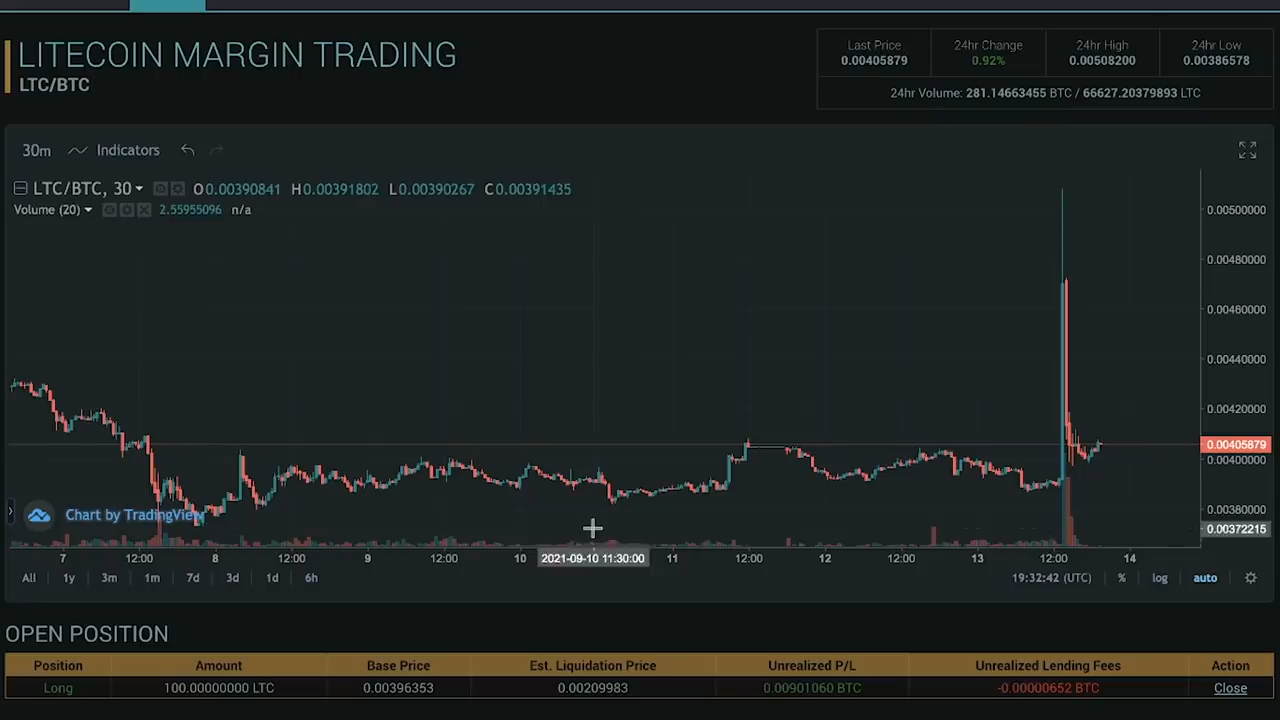 LITECOIN MARGIN TRADING
LTC/BTC
Last Price 24hr Change 24hr High 24hr Low
0.00405879 0.92% 0.00508200 0.00386578
24hr Volume: 281.14663455 BTC / 66627.20379893 LTC
30m Indicators
LTC/BTC, 30 O0.00390841 H0.00391802 L0.00390267 C0.00391435
Volume (20) 2.55955096 n/a
0.00500000
0.00480000
0.00460000
0.00440000
0.00420000
0.00405879
0.00400000
0.00380000
Chart by TradingView
0.00372215
7 12:00 8 12:00 9 12:00 10 2021-09-10 11:30:00 11 12:00 12 12:00 13 12:00 14
All 1y 3m 1m 7d 3d 1d 6h 19:32:42 (UTC) % log auto
OPEN POSITION
Position Amount Base Price Est. Liquidation Price Unrealized P/L Unrealized Lending Fees Action
Long 100.00000000 LTC 0.00396353 0.00209983 0.00901060 BTC -0.00000652 BTC Close